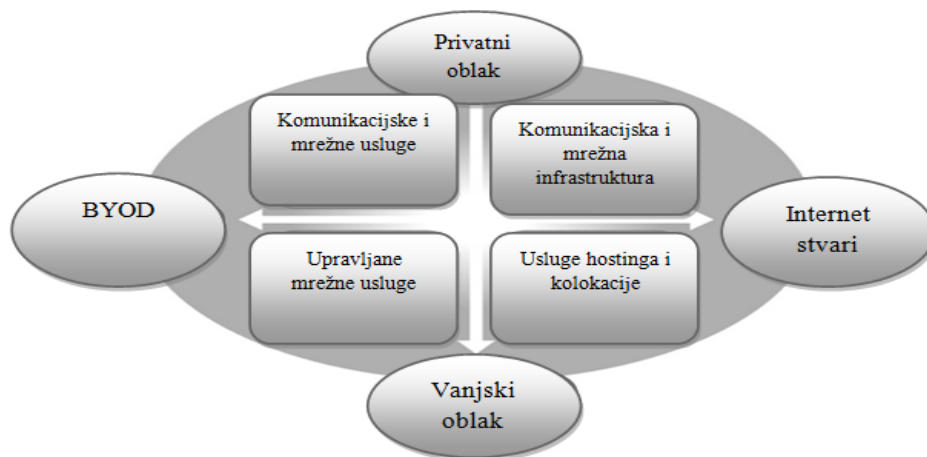 Privatni
oblak
Komunikacijske i
mrežne usluge
Komunikacijska i
mrežna
infrastruktura
BYOD
Internet
stvari
Upravljane
mrežne usluge
Usluge hostinga i
kolokacije
Vanjski
oblak